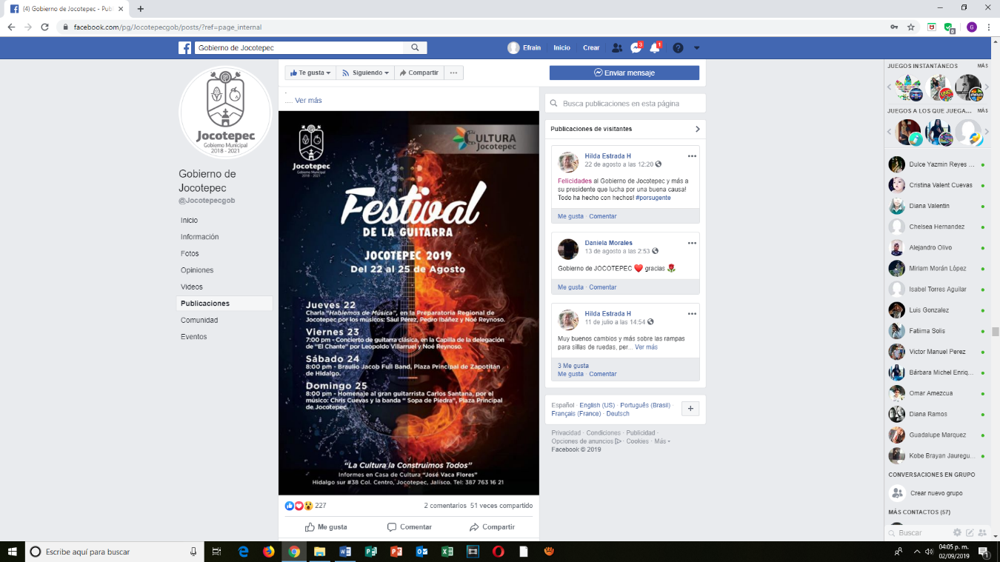 (4) Gobierno de Jocotepec - Pub
facebook.com/pg/Jocotepecgob/posts/?ref=page_internal
Gobierno de Jocotepec
Efrain
Inicio
Crear
3
1
Jocotepec
Gobierno Municipal
2018 - 2021
Gobierno de
Jocotepec
@Jocotepecgob
Inicio
Información
Fotos
Opiniones
Videos
Publicaciones
Comunidad
Eventos
Te gusta
Siguiendo
Compartir
Enviar mensaje
.... Ver más
Jocotepec
Gobierno Municipal
2018 - 2021
CULTURA
Jocotepec
Festival
DE LA GUITARRA
JOCOTEPEC 2019
Del 22 al 25 de Agosto
Jueves 22
Charla "Hablemos de Música", en la Preparatoria Regional de
Jocotepec por los músicos: Saúl Pérez, Pedro Ibáñez y Noé Reynoso.
Viernes 23
7:00 pm - Concierto de guitarra clásica, en la Capilla de la delegación
de "El Chante" por Leopoldo Villarruel y Noé Reynoso.
Sábado 24
8:00 pm - Braulio Jacob Full Band, Plaza Principal de Zapotitán
de Hidalgo.
Domingo 25
8:00 pm - Homenaje al gran guitarrista Carlos Santana, por el
músico: Chris Cuevas y la banda " Sopa de Piedra", Plaza Principal
de Jocotepec.
"La Cultura la Construimos Todos"
Informes en Casa de Cultura "José Vaca Flores"
Hidalgo sur #38 Col. Centro, Jocotepec, Jalisco. Tel: 387 763 16 21
227
2 comentarios 51 veces compartido
Me gusta
Comentar
Compartir
Busca publicaciones en esta página
Publicaciones de visitantes
Hilda Estrada H
22 de agosto a las 12:20
Felicidades al Gobierno de Jocotepec y más a
su presidente que lucha por una buena causa!
Todo ha hecho con hechos! #porsugente
Me gusta · Comentar
Daniela Morales
13 de agosto a las 2:53
Gobierno de JOCOTEPEC ❤️ gracias 🌹
Me gusta · Comentar
Hilda Estrada H
11 de julio a las 14:54
Muy buenos cambios y más sobre las rampas
para sillas de ruedas, per... Ver más
3 Me gusta
Me gusta · Comentar
Español · English (US) · Português (Brasil) ·
Français (France) · Deutsch
Privacidad · Condiciones · Publicidad ·
Opciones de anuncios · Cookies · Más
Facebook © 2019
JUEGOS INSTANTÁNEOS MÁS
JUEGOS A LOS QUE JUEGA... MÁS
Dulce Yazmin Reyes ...
Cristina Valent Cuevas
Diana Valentin
Chelsea Hernandez
Alejandro Olivo
Miriam Morán López
Isabel Torres Aguilar
Luis Gonzalez
Fatima Solis
Victor Manuel Perez
Bárbara Michel Enriq...
Omar Amezcua
Diana Ramos
Guadalupe Marquez
Kobe Brayan Jauregu...
CONVERSACIONES EN GRUPO
Crear nuevo grupo
MÁS CONTACTOS (57)
Buscar
Escribe aquí para buscar
04:05 p. m.
02/09/2019
1